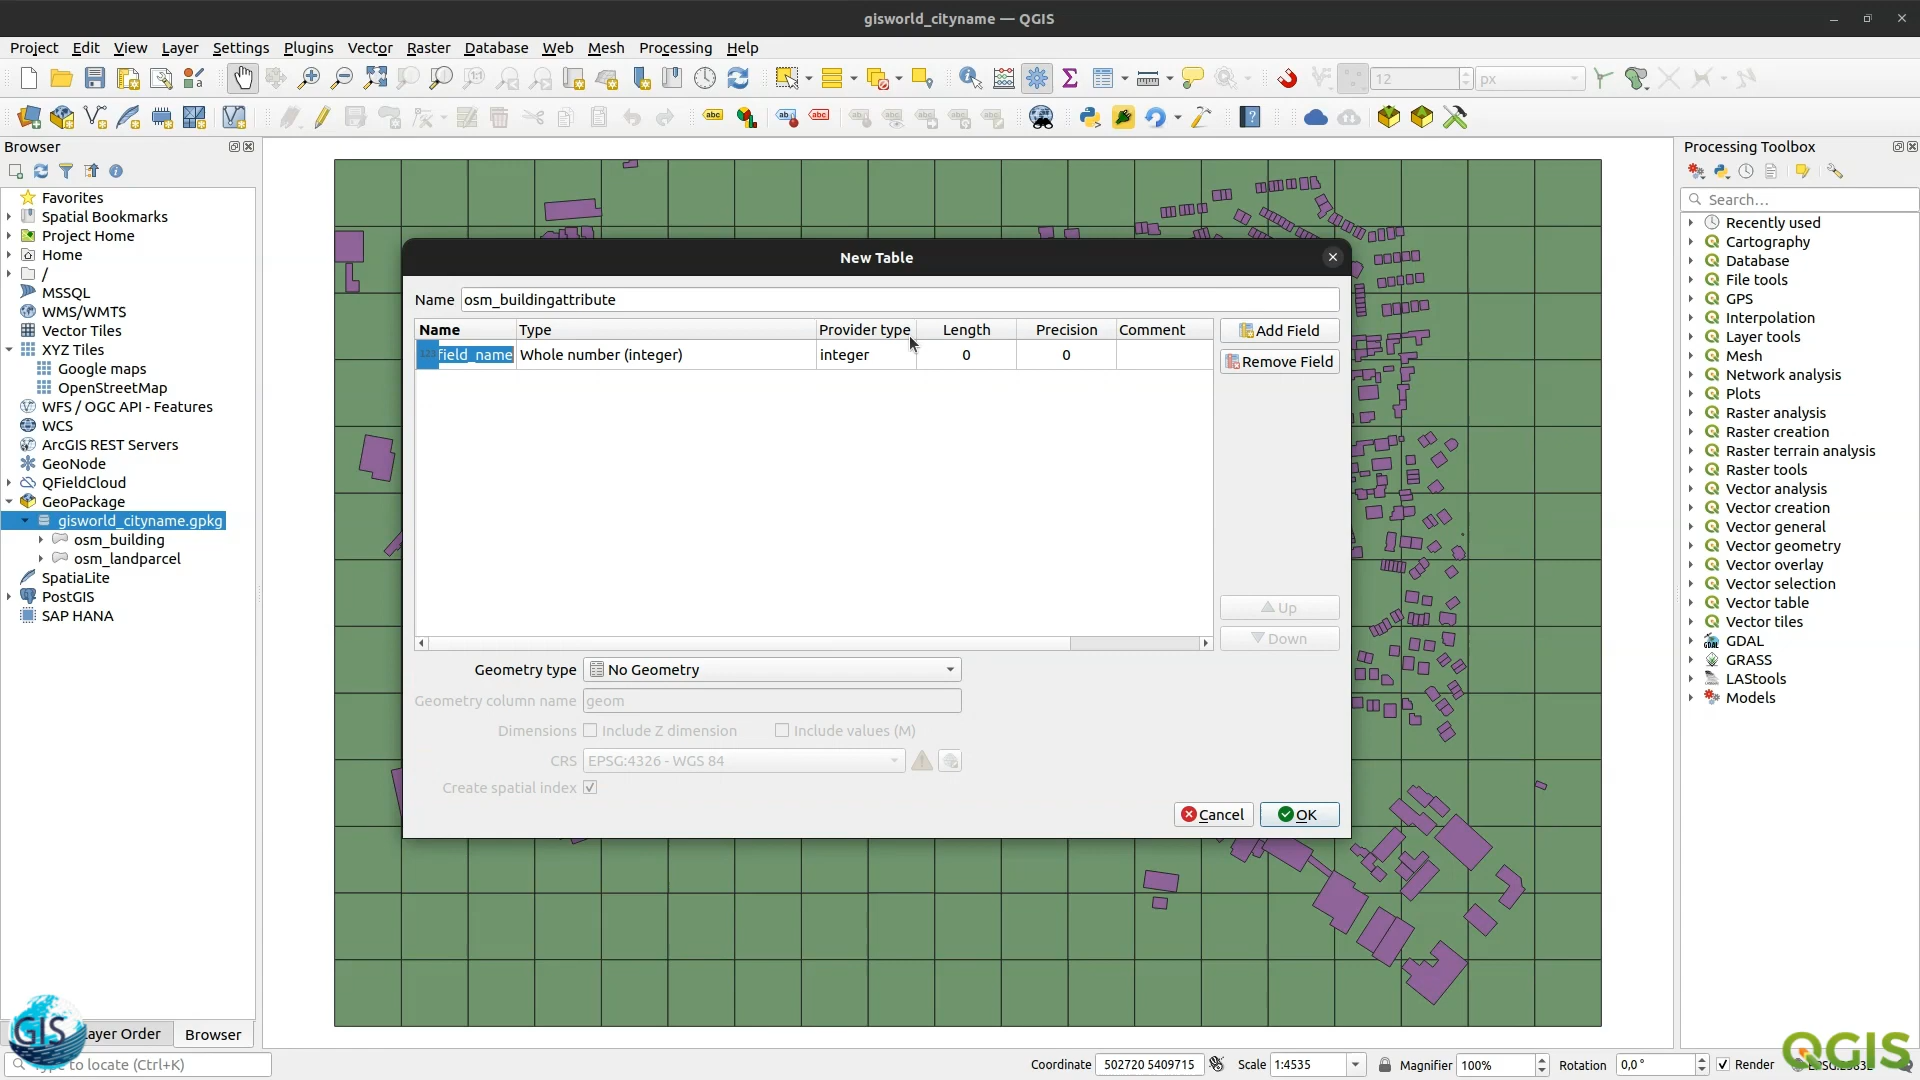 gisworld_cityname — QGIS
Project Edit View Layer Settings Plugins Vector Raster Database Web Mesh Processing Help
12 px
Browser
Favorites
Spatial Bookmarks
Project Home
Home
/
MSSQL
WMS/WMTS
Vector Tiles
XYZ Tiles
Google maps
OpenStreetMap
WFS / OGC API - Features
WCS
ArcGIS REST Servers
GeoNode
QFieldCloud
GeoPackage
gisworld_cityname.gpkg
osm_building
osm_landparcel
SpatiaLite
PostGIS
SAP HANA
New Table
Name osm_buildingattribute
Name Type Provider type Length Precision Comment
123 field_name Whole number (integer) integer 0 0
Add Field
Remove Field
Up
Down
Geometry type No Geometry
Geometry column name geom
Dimensions Include Z dimension Include values (M)
CRS EPSG:4326 - WGS 84
Create spatial index
Cancel OK
Processing Toolbox
Search...
Recently used
Cartography
Database
File tools
GPS
Interpolation
Layer tools
Mesh
Network analysis
Plots
Raster analysis
Raster creation
Raster terrain analysis
Raster tools
Vector analysis
Vector creation
Vector general
Vector geometry
Vector overlay
Vector selection
Vector table
Vector tiles
GDAL
GRASS
LAStools
Models
GIS
Layer Order Browser
to locate (Ctrl+K)
Coordinate 502720 5409715 Scale 1:4535 Magnifier 100% Rotation 0,0° Render
QGIS